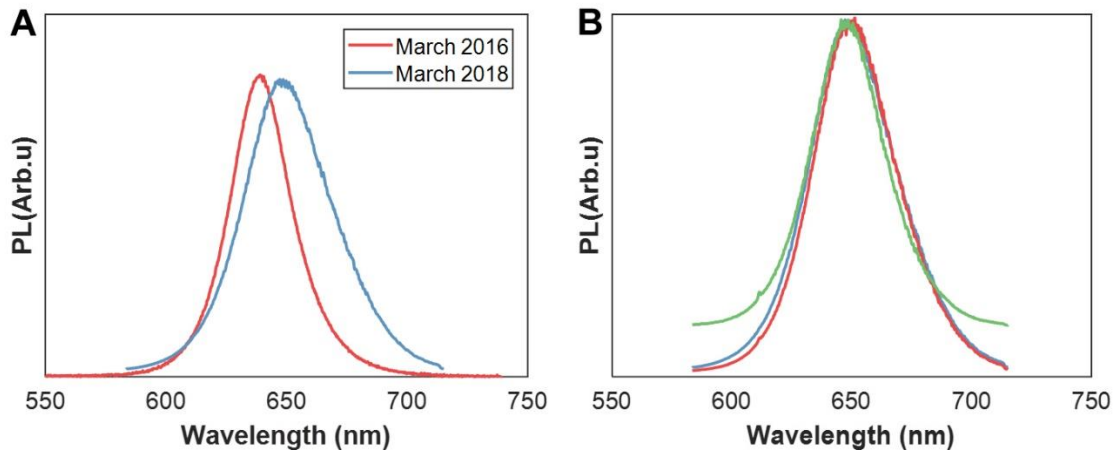 A
March 2016
March 2018
PL(Arb.u)
550
600
650
700
750
Wavelength (nm)
B
PL(Arb.u)
550
600
650
700
750
Wavelength (nm)